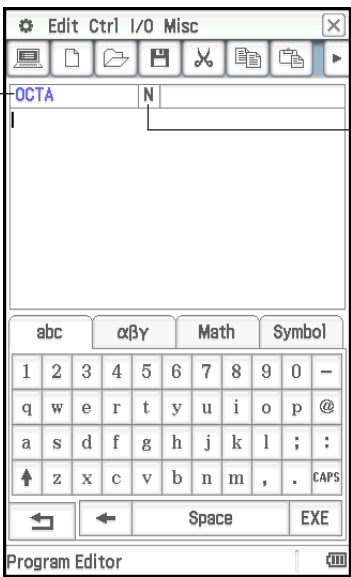 Edit Ctrl I/O Misc
OCTA N
abc αβγ Math Symbol
1 2 3 4 5 6 7 8 9 0 −
q w e r t y u i o p @
a s d f g h j k l ; :
z x c v b n m , . CAPS
Space EXE
Program Editor